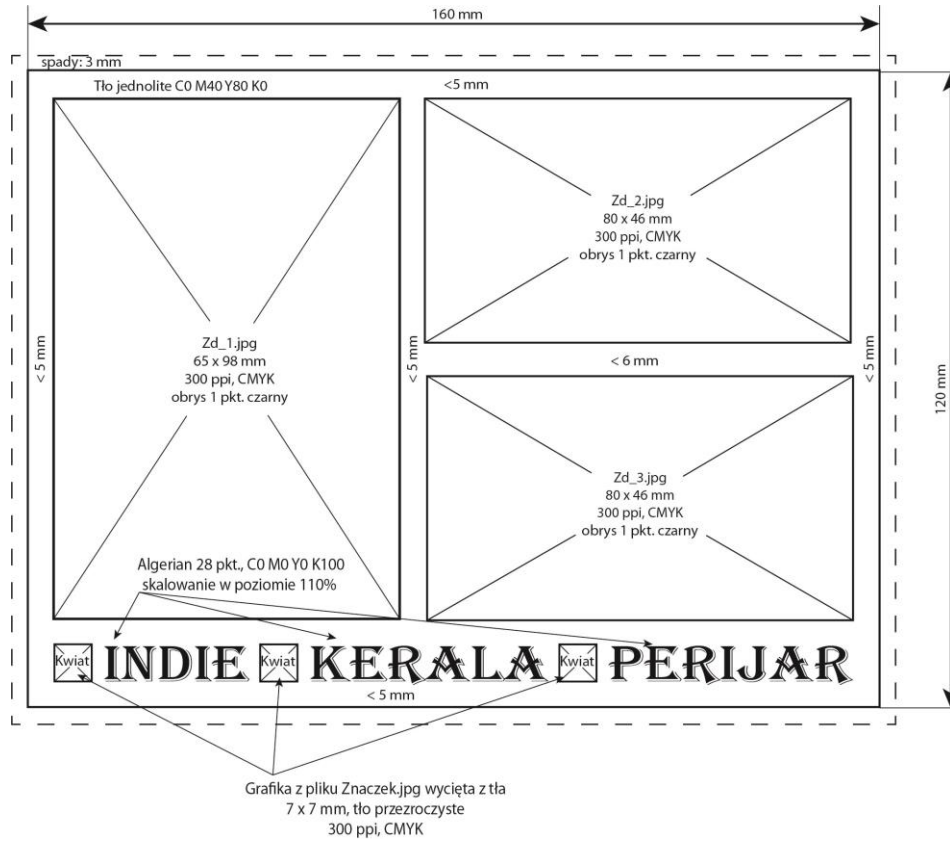 160 mm
spady: 3 mm
Tło jednolite C0 M40 Y80 K0
<5 mm
Zd_2.jpg
80 x 46 mm
300 ppi, CMYK
obrys 1 pkt. czarny
Zd_1.jpg
65 x 98 mm
300 ppi, CMYK
obrys 1 pkt. czarny
< 5 mm
< 5 mm
< 6 mm
< 5 mm
120 mm
Zd_3.jpg
80 x 46 mm
300 ppi, CMYK
obrys 1 pkt. czarny
Algerian 28 pkt., C0 M0 Y0 K100
skalowanie w poziomie 110%
Kwiat INDIE Kwiat KERALA Kwiat PERIJAR
< 5 mm
Grafika z pliku Znaczek.jpg wycięta z tła
7 x 7 mm, tło przezroczyste
300 ppi, CMYK